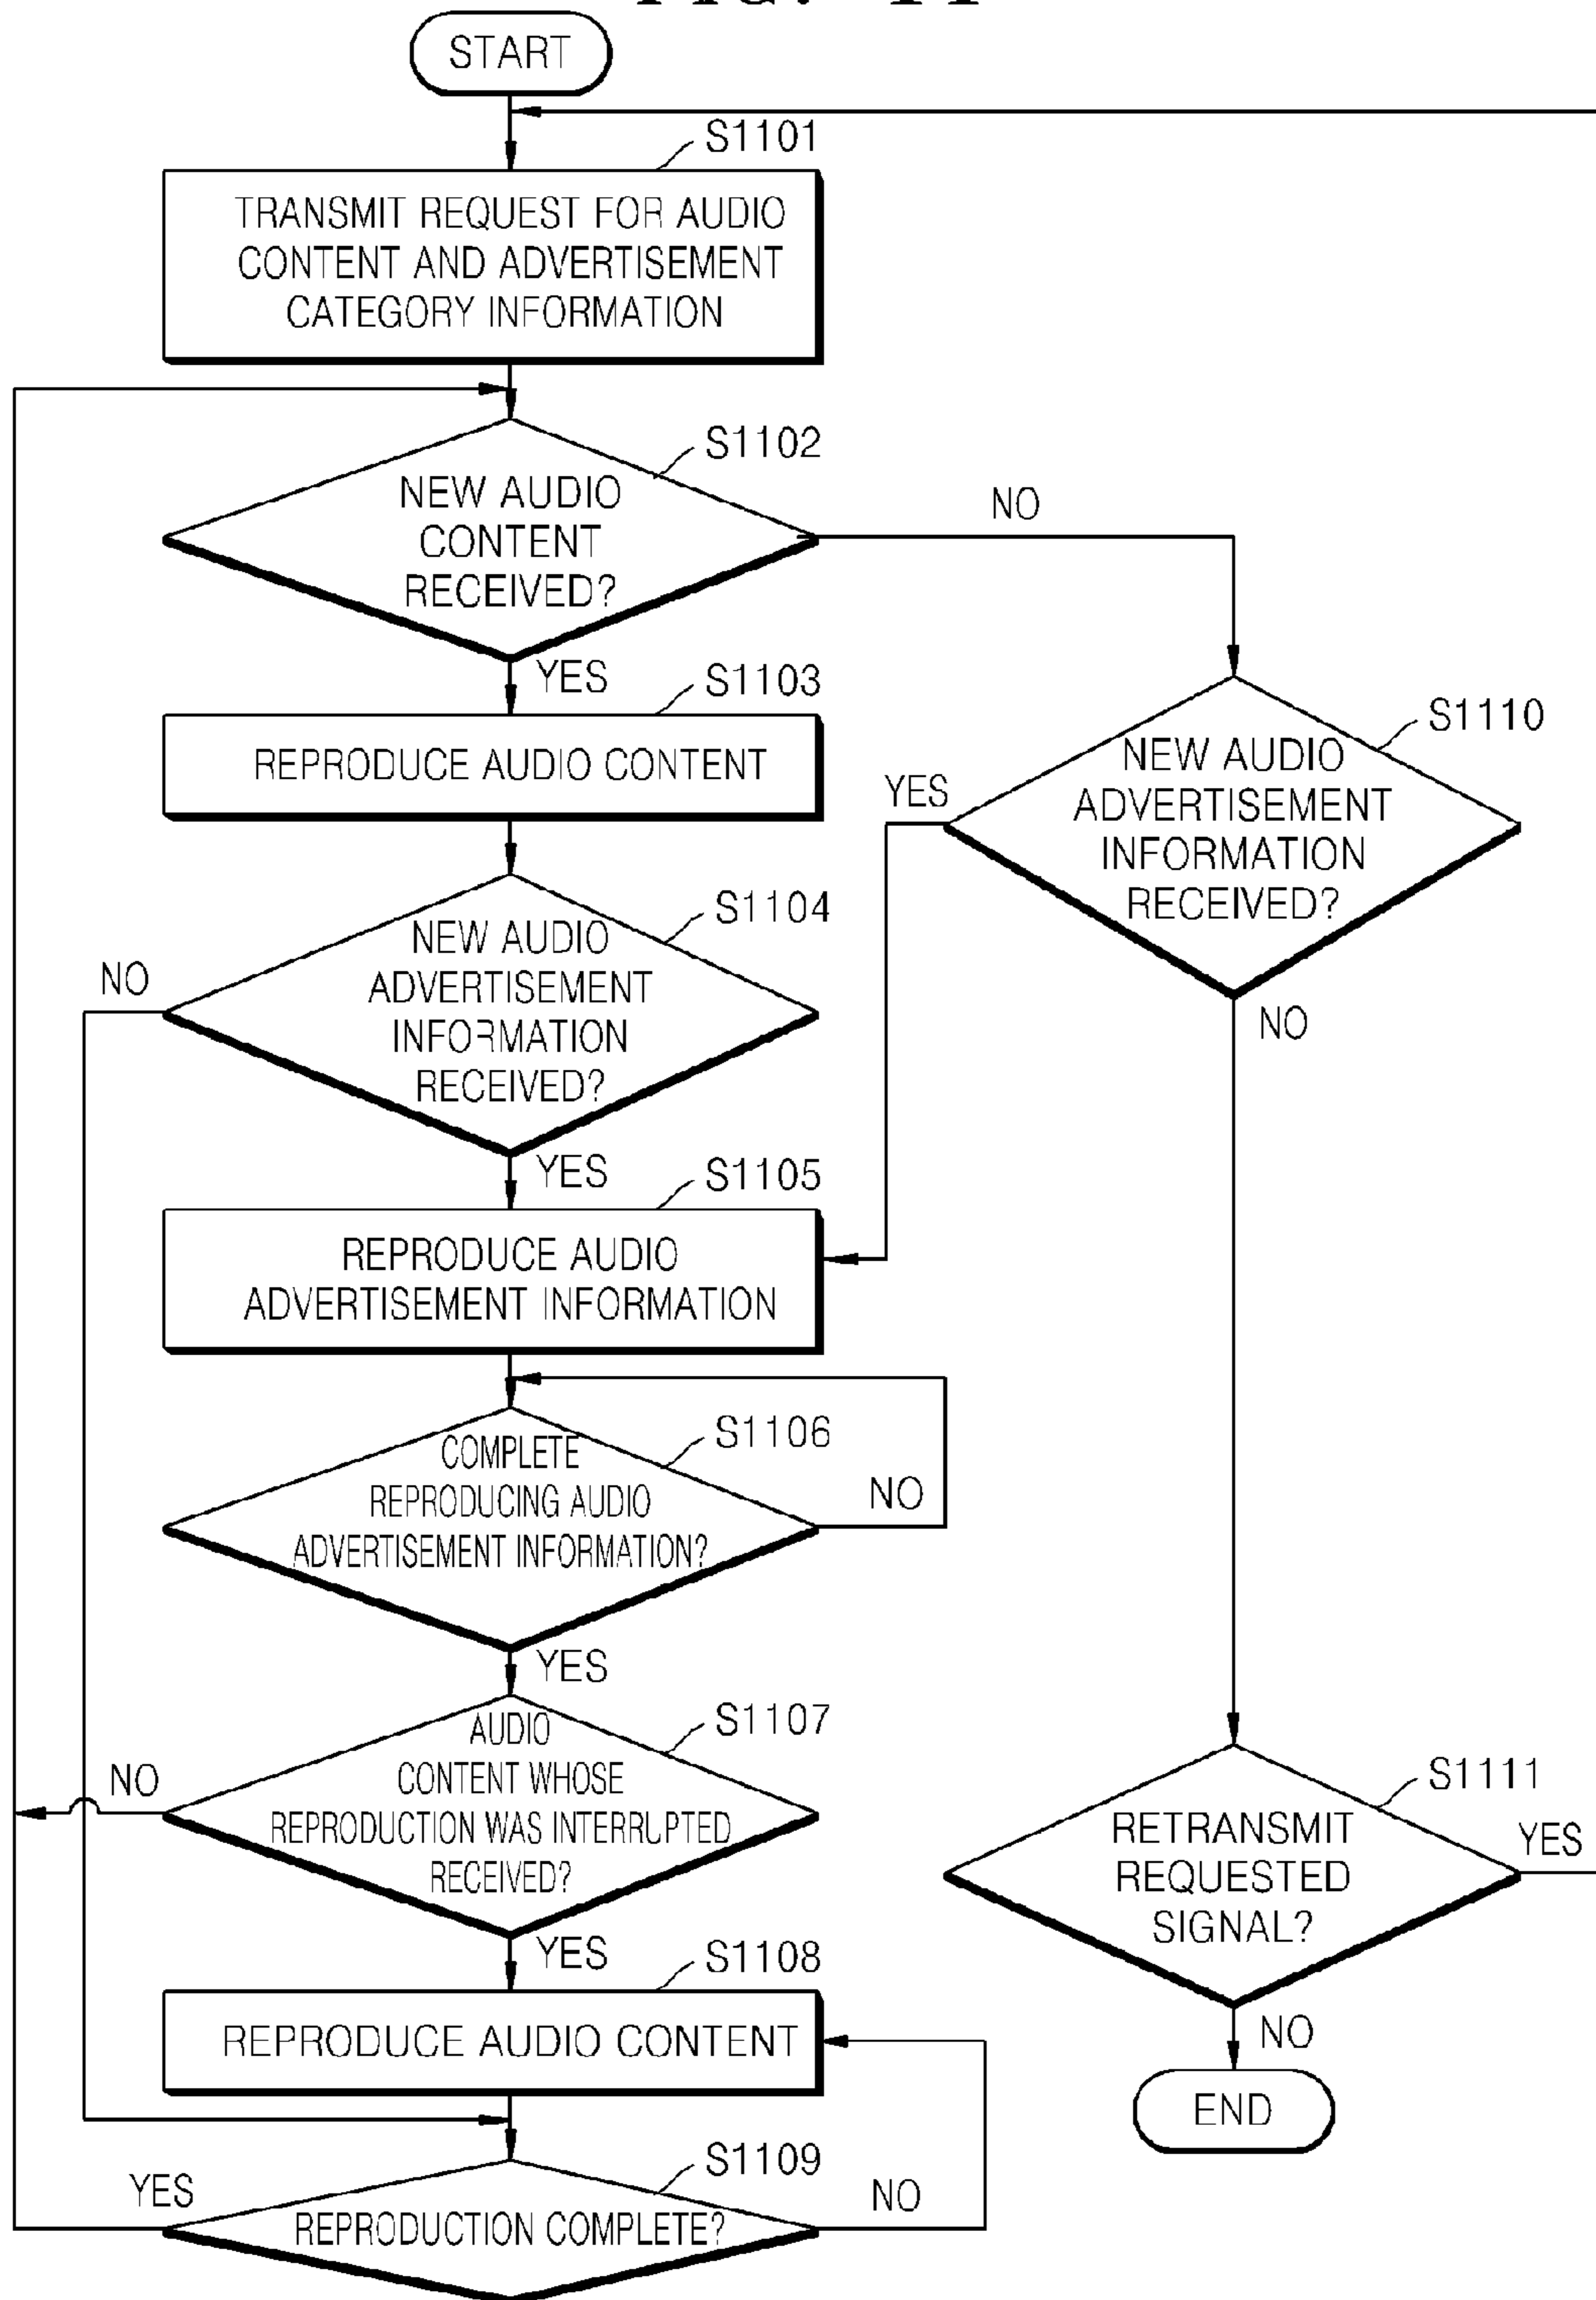 START
S1101
TRANSMIT REQUEST FOR AUDIO
CONTENT AND ADVERTISEMENT
CATEGORY INFORMATION
S1102
NEW AUDIO
CONTENT
RECEIVED?
NO
YES
S1103
REPRODUCE AUDIO CONTENT
S1110
NEW AUDIO
ADVERTISEMENT
INFORMATION
RECEIVED?
YES
NO
S1104
NEW AUDIO
ADVERTISEMENT
INFORMATION
RECEIVED?
NO
YES
S1105
REPRODUCE AUDIO
ADVERTISEMENT INFORMATION
S1106
COMPLETE
REPRODUCING AUDIO
ADVERTISEMENT INFORMATION?
NO
YES
S1107
AUDIO
CONTENT WHOSE
REPRODUCTION WAS INTERRUPTED
RECEIVED?
NO
YES
S1111
RETRANSMIT
REQUESTED
SIGNAL?
YES
NO
END
S1108
REPRODUCE AUDIO CONTENT
S1109
REPRODUCTION COMPLETE?
YES
NO